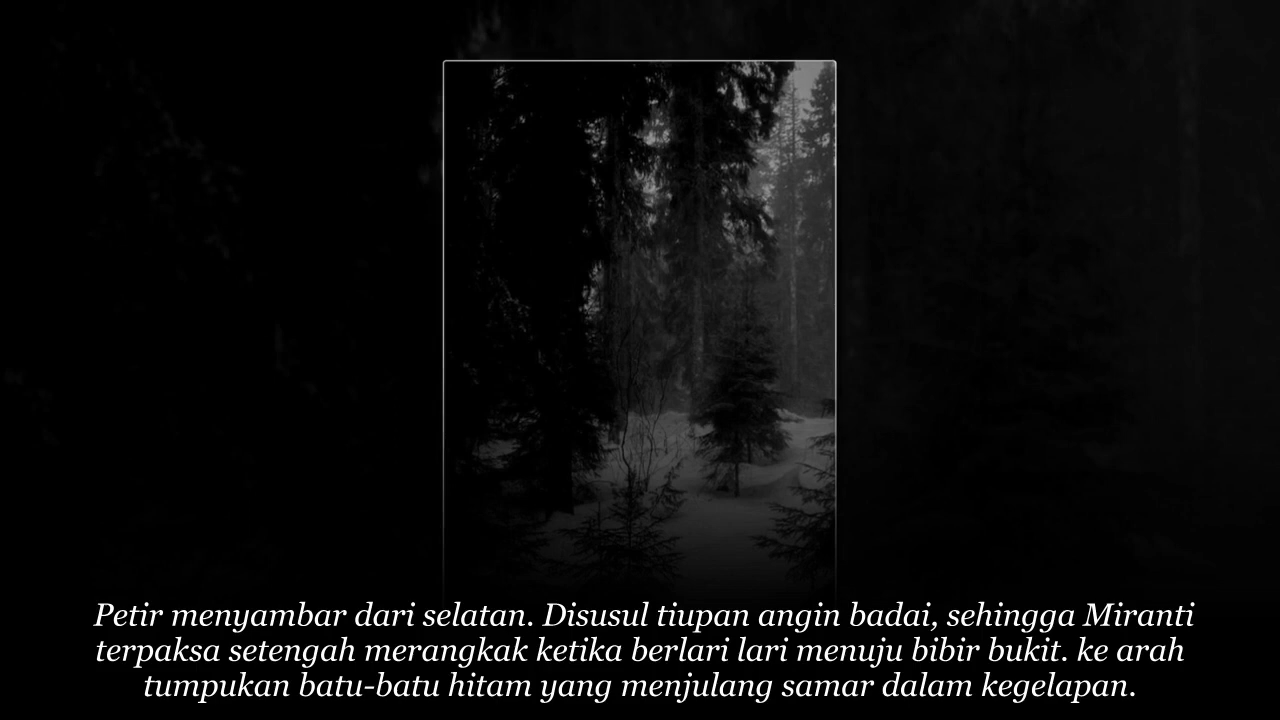 Petir menyambar dari selatan. Disusul tiupan angin badai, sehingga Miranti
terpaksa setengah merangkak ketika berlari lari menuju bibir bukit. ke arah
tumpukan batu-batu hitam yang menjulang samar dalam kegelapan.